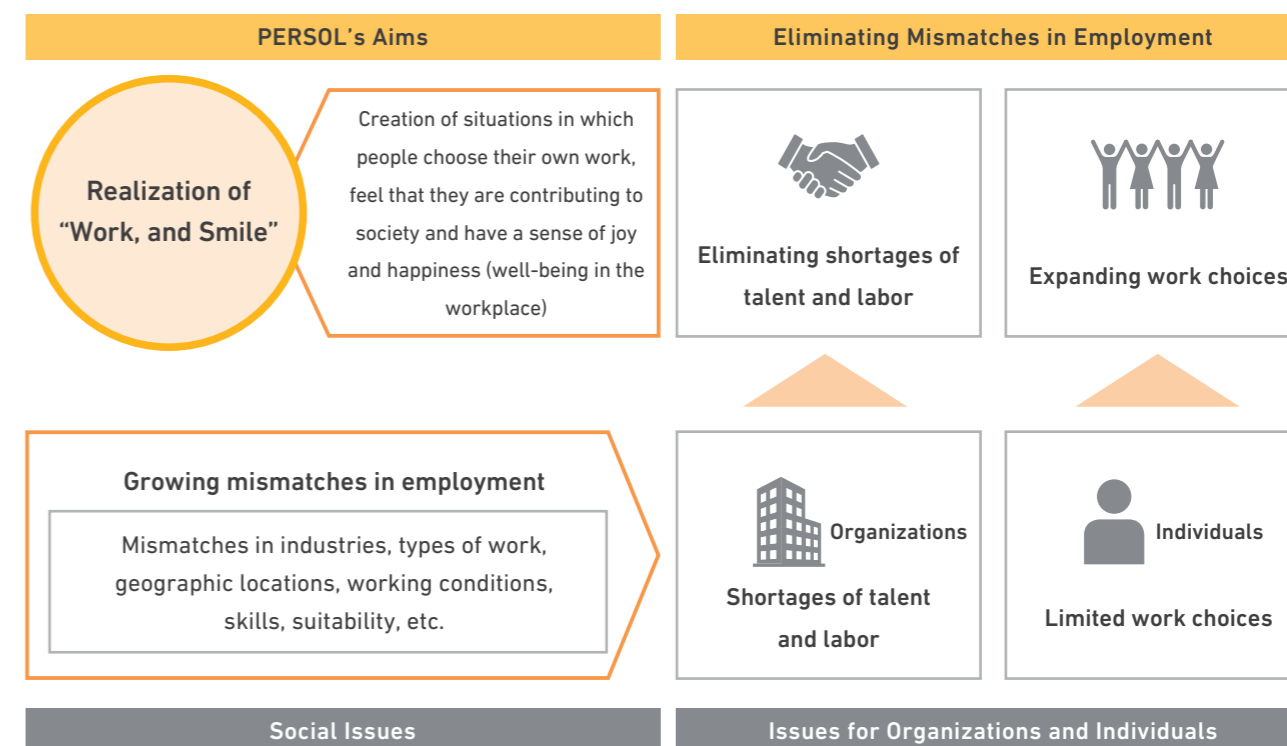 PERSOL's Aims
Realization of
“Work, and Smile”
Creation of situations in which
people choose their own work,
feel that they are contributing to
society and have a sense of joy
and happiness (well-being in the
workplace)
Eliminating Mismatches in Employment
Eliminating shortages of
talent and labor
Expanding work choices
Growing mismatches in employment
Mismatches in industries, types of work,
geographic locations, working conditions,
skills, suitability, etc.
Organizations
Shortages of talent
and labor
Individuals
Limited work choices
Social Issues
Issues for Organizations and Individuals